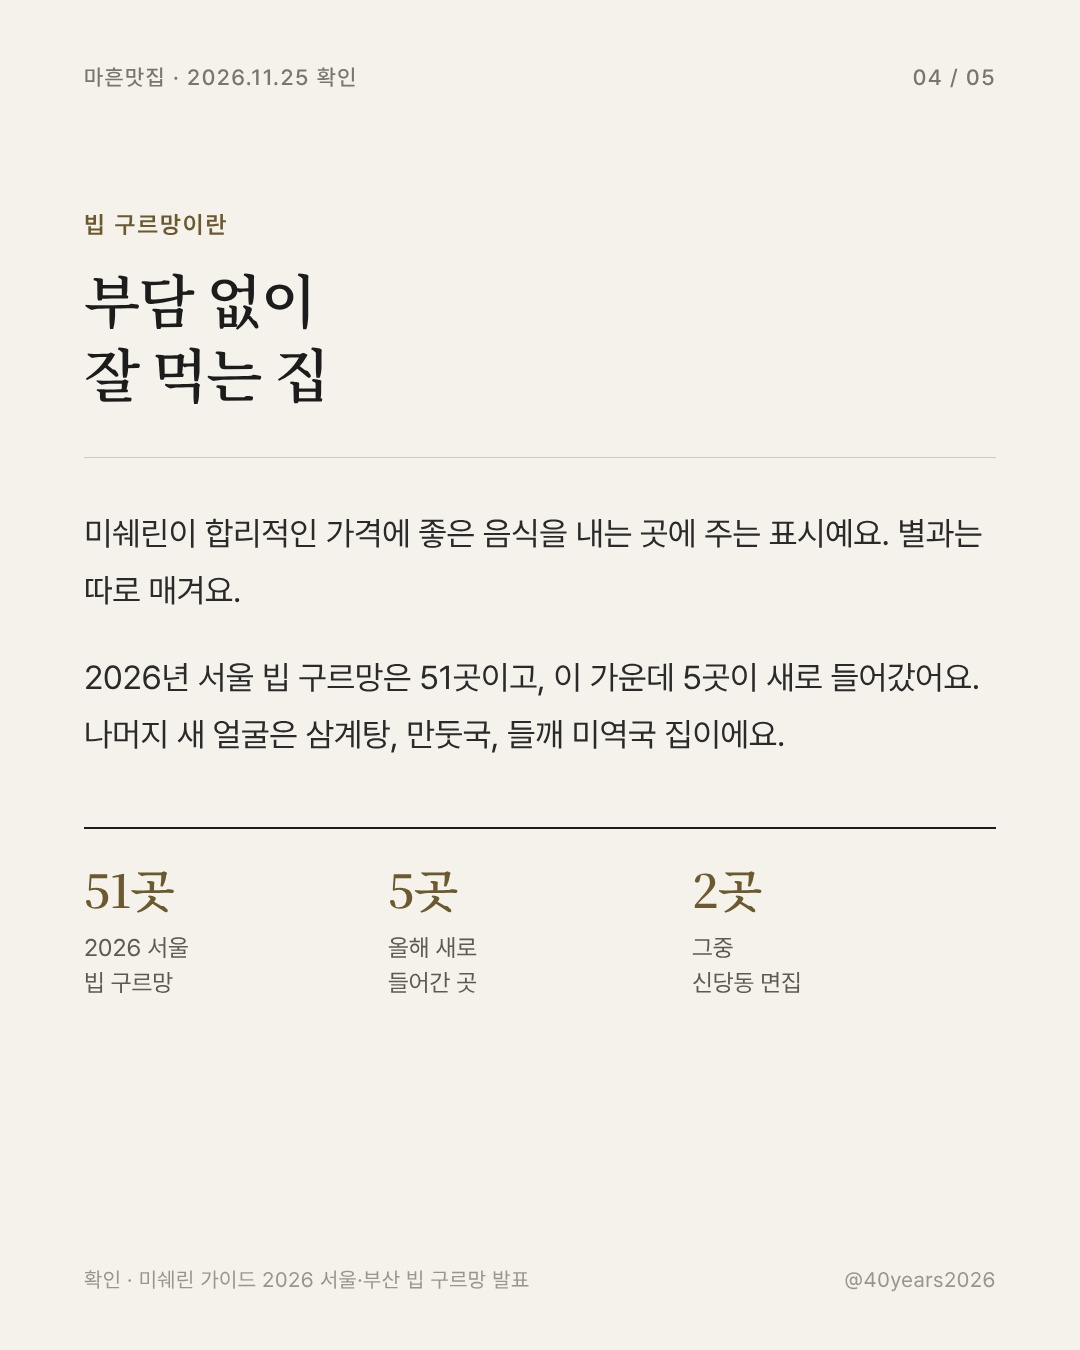 마흔맛집 · 2026.11.25 확인
04 / 05
빕 구르망이란
부담 없이
잘 먹는 집
미쉐린이 합리적인 가격에 좋은 음식을 내는 곳에 주는 표시예요. 별과는
따로 매겨요.
2026년 서울 빕 구르망은 51곳이고, 이 가운데 5곳이 새로 들어갔어요.
나머지 새 얼굴은 삼계탕, 만둣국, 들깨 미역국 집이에요.
51곳
2026 서울
빕 구르망
5곳
올해 새로
들어간 곳
2곳
그중
신당동 면집
확인 · 미쉐린 가이드 2026 서울·부산 빕 구르망 발표
@40years2026